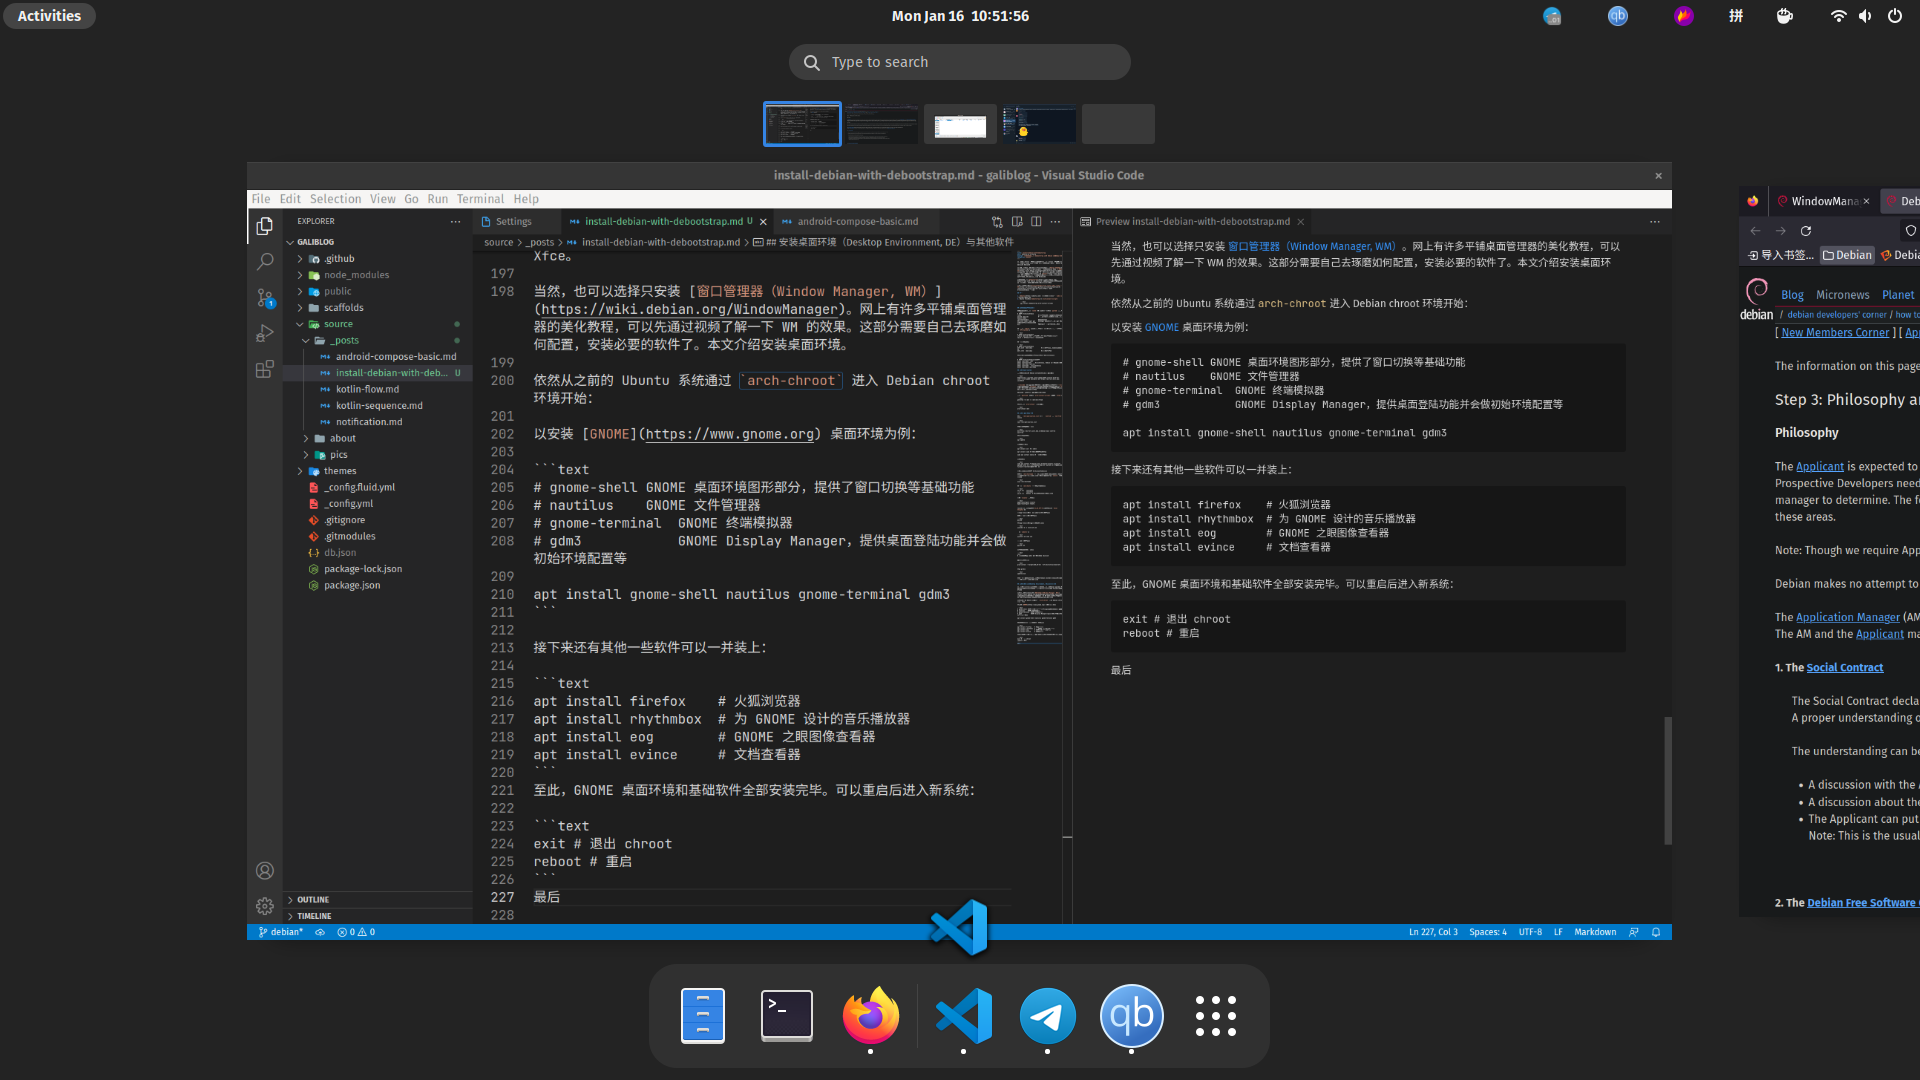 Activities
Mon Jan 16 10:51:56
拼
Type to search
install-debian-with-debootstrap.md - galiblog - Visual Studio Code
File Edit Selection View Go Run Terminal Help
EXPLORER
GALIBLOG
.github
node_modules
public
scaffolds
source
_posts
android-compose-basic.md
install-debian-with-deb... U
kotlin-flow.md
kotlin-sequence.md
notification.md
about
pics
themes
_config.fluid.yml
_config.yml
.gitignore
.gitmodules
db.json
package-lock.json
package.json
OUTLINE
TIMELINE
Settings
install-debian-with-debootstrap.md U
android-compose-basic.md
source > _posts > install-debian-with-debootstrap.md > ## 安装桌面环境（Desktop Environment, DE）与其他软件
Xfce。
197
198 当然，也可以选择只安装 [窗口管理器（Window Manager, WM）]
(https://wiki.debian.org/WindowManager)。网上有许多平铺桌面管理
器的美化教程，可以先通过视频了解一下 WM 的效果。这部分需要自己去琢磨如
何配置，安装必要的软件了。本文介绍安装桌面环境。
199
200 依然从之前的 Ubuntu 系统通过 `arch-chroot` 进入 Debian chroot
环境开始：
201
202 以安装 [GNOME](https://www.gnome.org) 桌面环境为例：
203
204 ```text
205 # gnome-shell GNOME 桌面环境图形部分，提供了窗口切换等基础功能
206 # nautilus GNOME 文件管理器
207 # gnome-terminal GNOME 终端模拟器
208 # gdm3 GNOME Display Manager，提供桌面登陆功能并会做
初始环境配置等
209
210 apt install gnome-shell nautilus gnome-terminal gdm3
211 ```
212
213 接下来还有其他一些软件可以一并装上：
214
215 ```text
216 apt install firefox # 火狐浏览器
217 apt install rhythmbox # 为 GNOME 设计的音乐播放器
218 apt install eog # GNOME 之眼图像查看器
219 apt install evince # 文档查看器
220 ```
221 至此，GNOME 桌面环境和基础软件全部安装完毕。可以重启后进入新系统：
222
223 ```text
224 exit # 退出 chroot
225 reboot # 重启
226 ```
227 最后
228
Preview install-debian-with-debootstrap.md
当然，也可以选择只安装 窗口管理器（Window Manager, WM）。网上有许多平铺桌面管理器的美化教程，可以
先通过视频了解一下 WM 的效果。这部分需要自己去琢磨如何配置，安装必要的软件了。本文介绍安装桌面环
境。
依然从之前的 Ubuntu 系统通过 arch-chroot 进入 Debian chroot 环境开始：
以安装 GNOME 桌面环境为例：
# gnome-shell GNOME 桌面环境图形部分，提供了窗口切换等基础功能
# nautilus GNOME 文件管理器
# gnome-terminal GNOME 终端模拟器
# gdm3 GNOME Display Manager，提供桌面登陆功能并会做初始环境配置等
apt install gnome-shell nautilus gnome-terminal gdm3
接下来还有其他一些软件可以一并装上：
apt install firefox # 火狐浏览器
apt install rhythmbox # 为 GNOME 设计的音乐播放器
apt install eog # GNOME 之眼图像查看器
apt install evince # 文档查看器
至此，GNOME 桌面环境和基础软件全部安装完毕。可以重启后进入新系统：
exit # 退出 chroot
reboot # 重启
最后
debian* 0 0
Ln 227, Col 3 Spaces: 4 UTF-8 LF Markdown
WindowMana
Deb
导入书签... Debian Debia
debian
Blog Micronews Planet
/ debian developers' corner / how to
[ New Members Corner ] [ Ap
The information on this page
Step 3: Philosophy a
Philosophy
The Applicant is expected to
Prospective Developers need
manager to determine. The f
these areas.
Note: Though we require App
Debian makes no attempt to
The Application Manager (AM
The AM and the Applicant ma
1. The Social Contract
The Social Contract decla
A proper understanding o
The understanding can be
• A discussion with the
• A discussion about the
• The Applicant can put
Note: This is the usual
2. The Debian Free Software
>_
qb